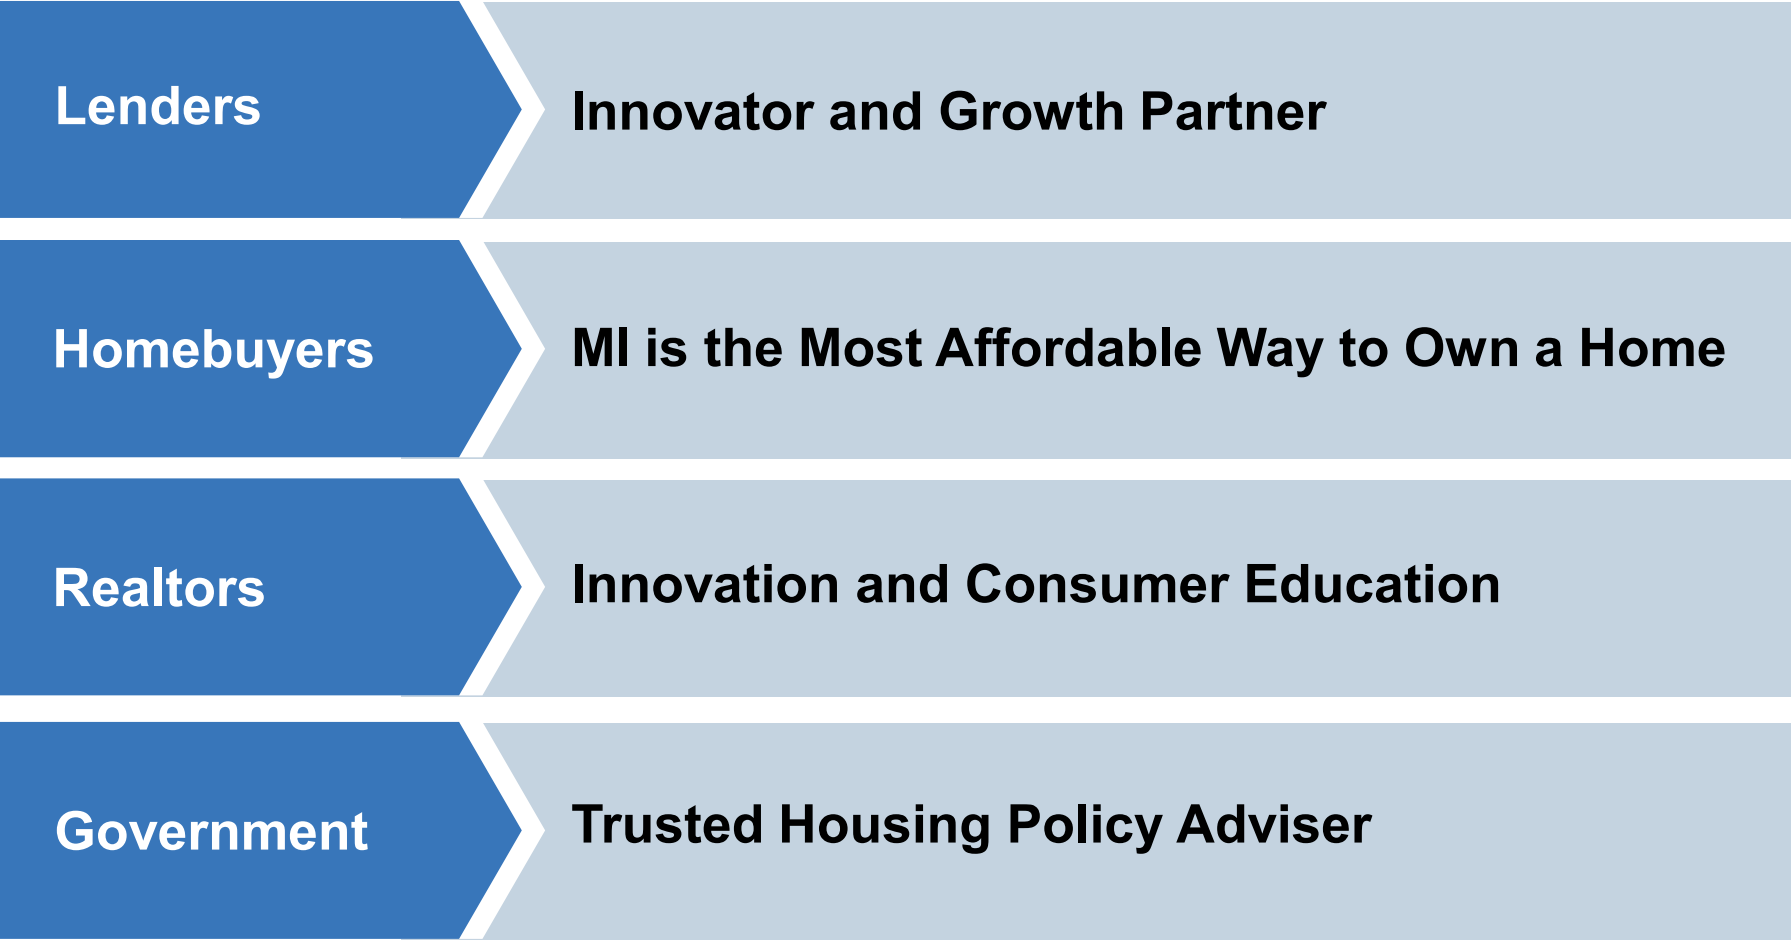 Lenders
Innovator and Growth Partner
Homebuyers
MI is the Most Affordable Way to Own a Home
Realtors
Innovation and Consumer Education
Government
Trusted Housing Policy Adviser